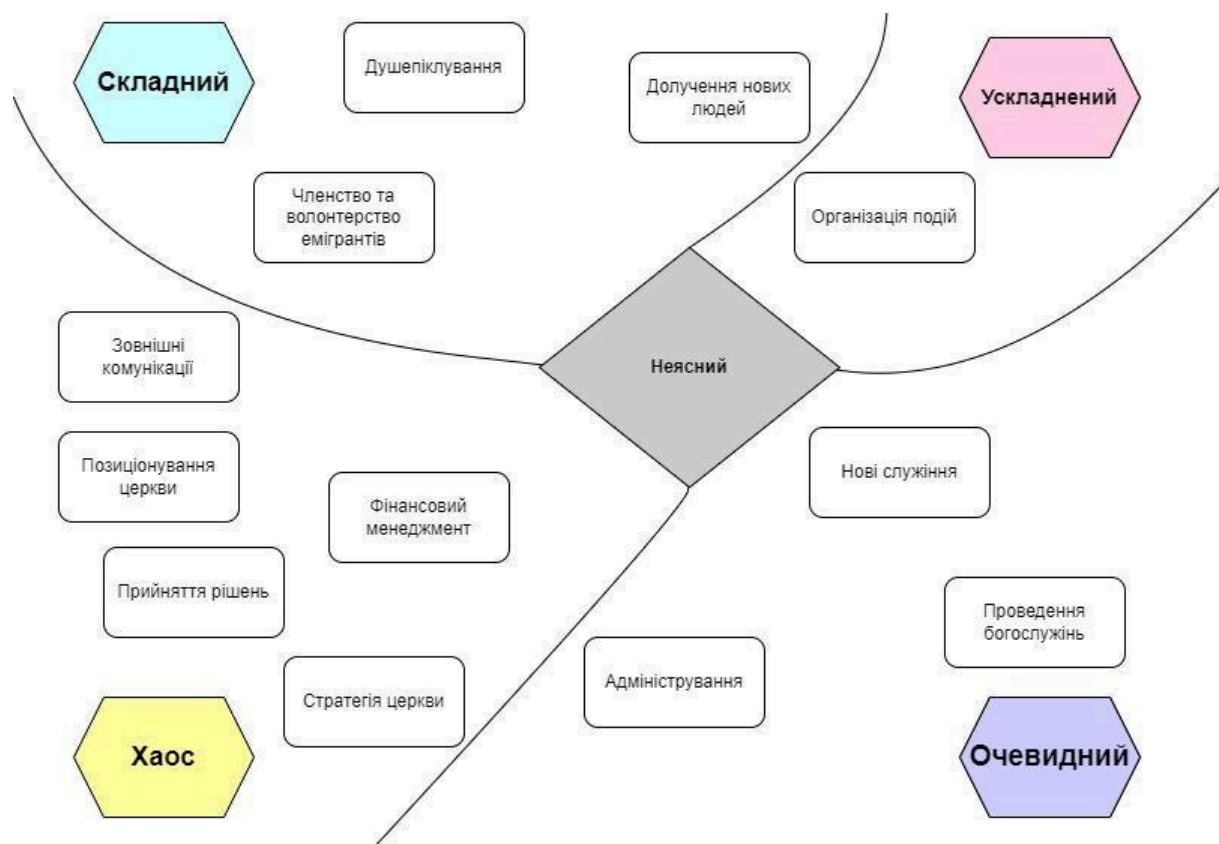 Складний
Душепіклування
Долучення нових
людей
Ускладнений
Членство та
волонтерство
емігрантів
Організація подій
Зовнішні
комунікації
Неясний
Позиціонування
церкви
Фінансовий
менеджмент
Нові служіння
Прийняття рішень
Проведення
богослужінь
Стратегія церкви
Адміністрування
Хаос
Очевидний